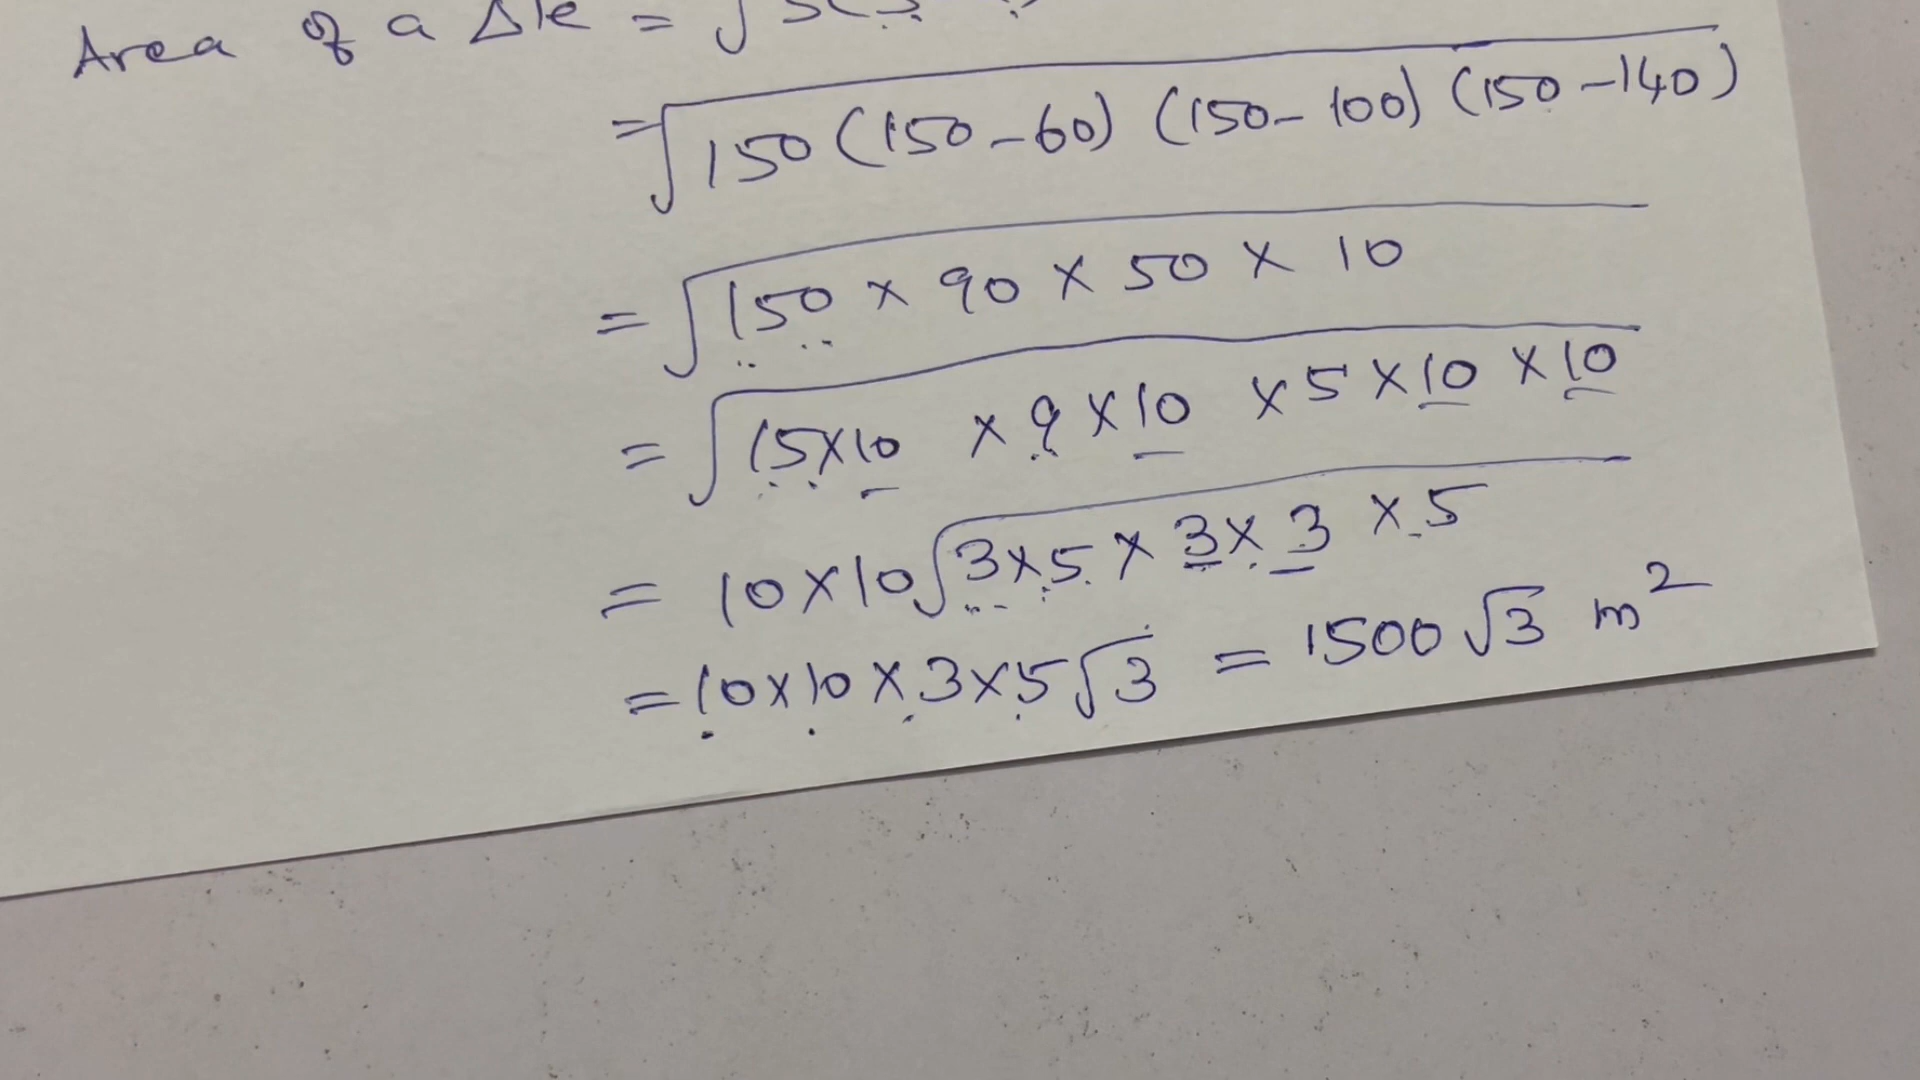 Area of a Δle = √
= √150 (150-60) (150-100) (150-140)
= √150 × 90 × 50 × 10
= √15×10 × 9 × 10 × 5 × 10 × 10
= 10×10√3×5 × 3×3 × 5
= 10×10×3×5√3 = 1500√3 m²